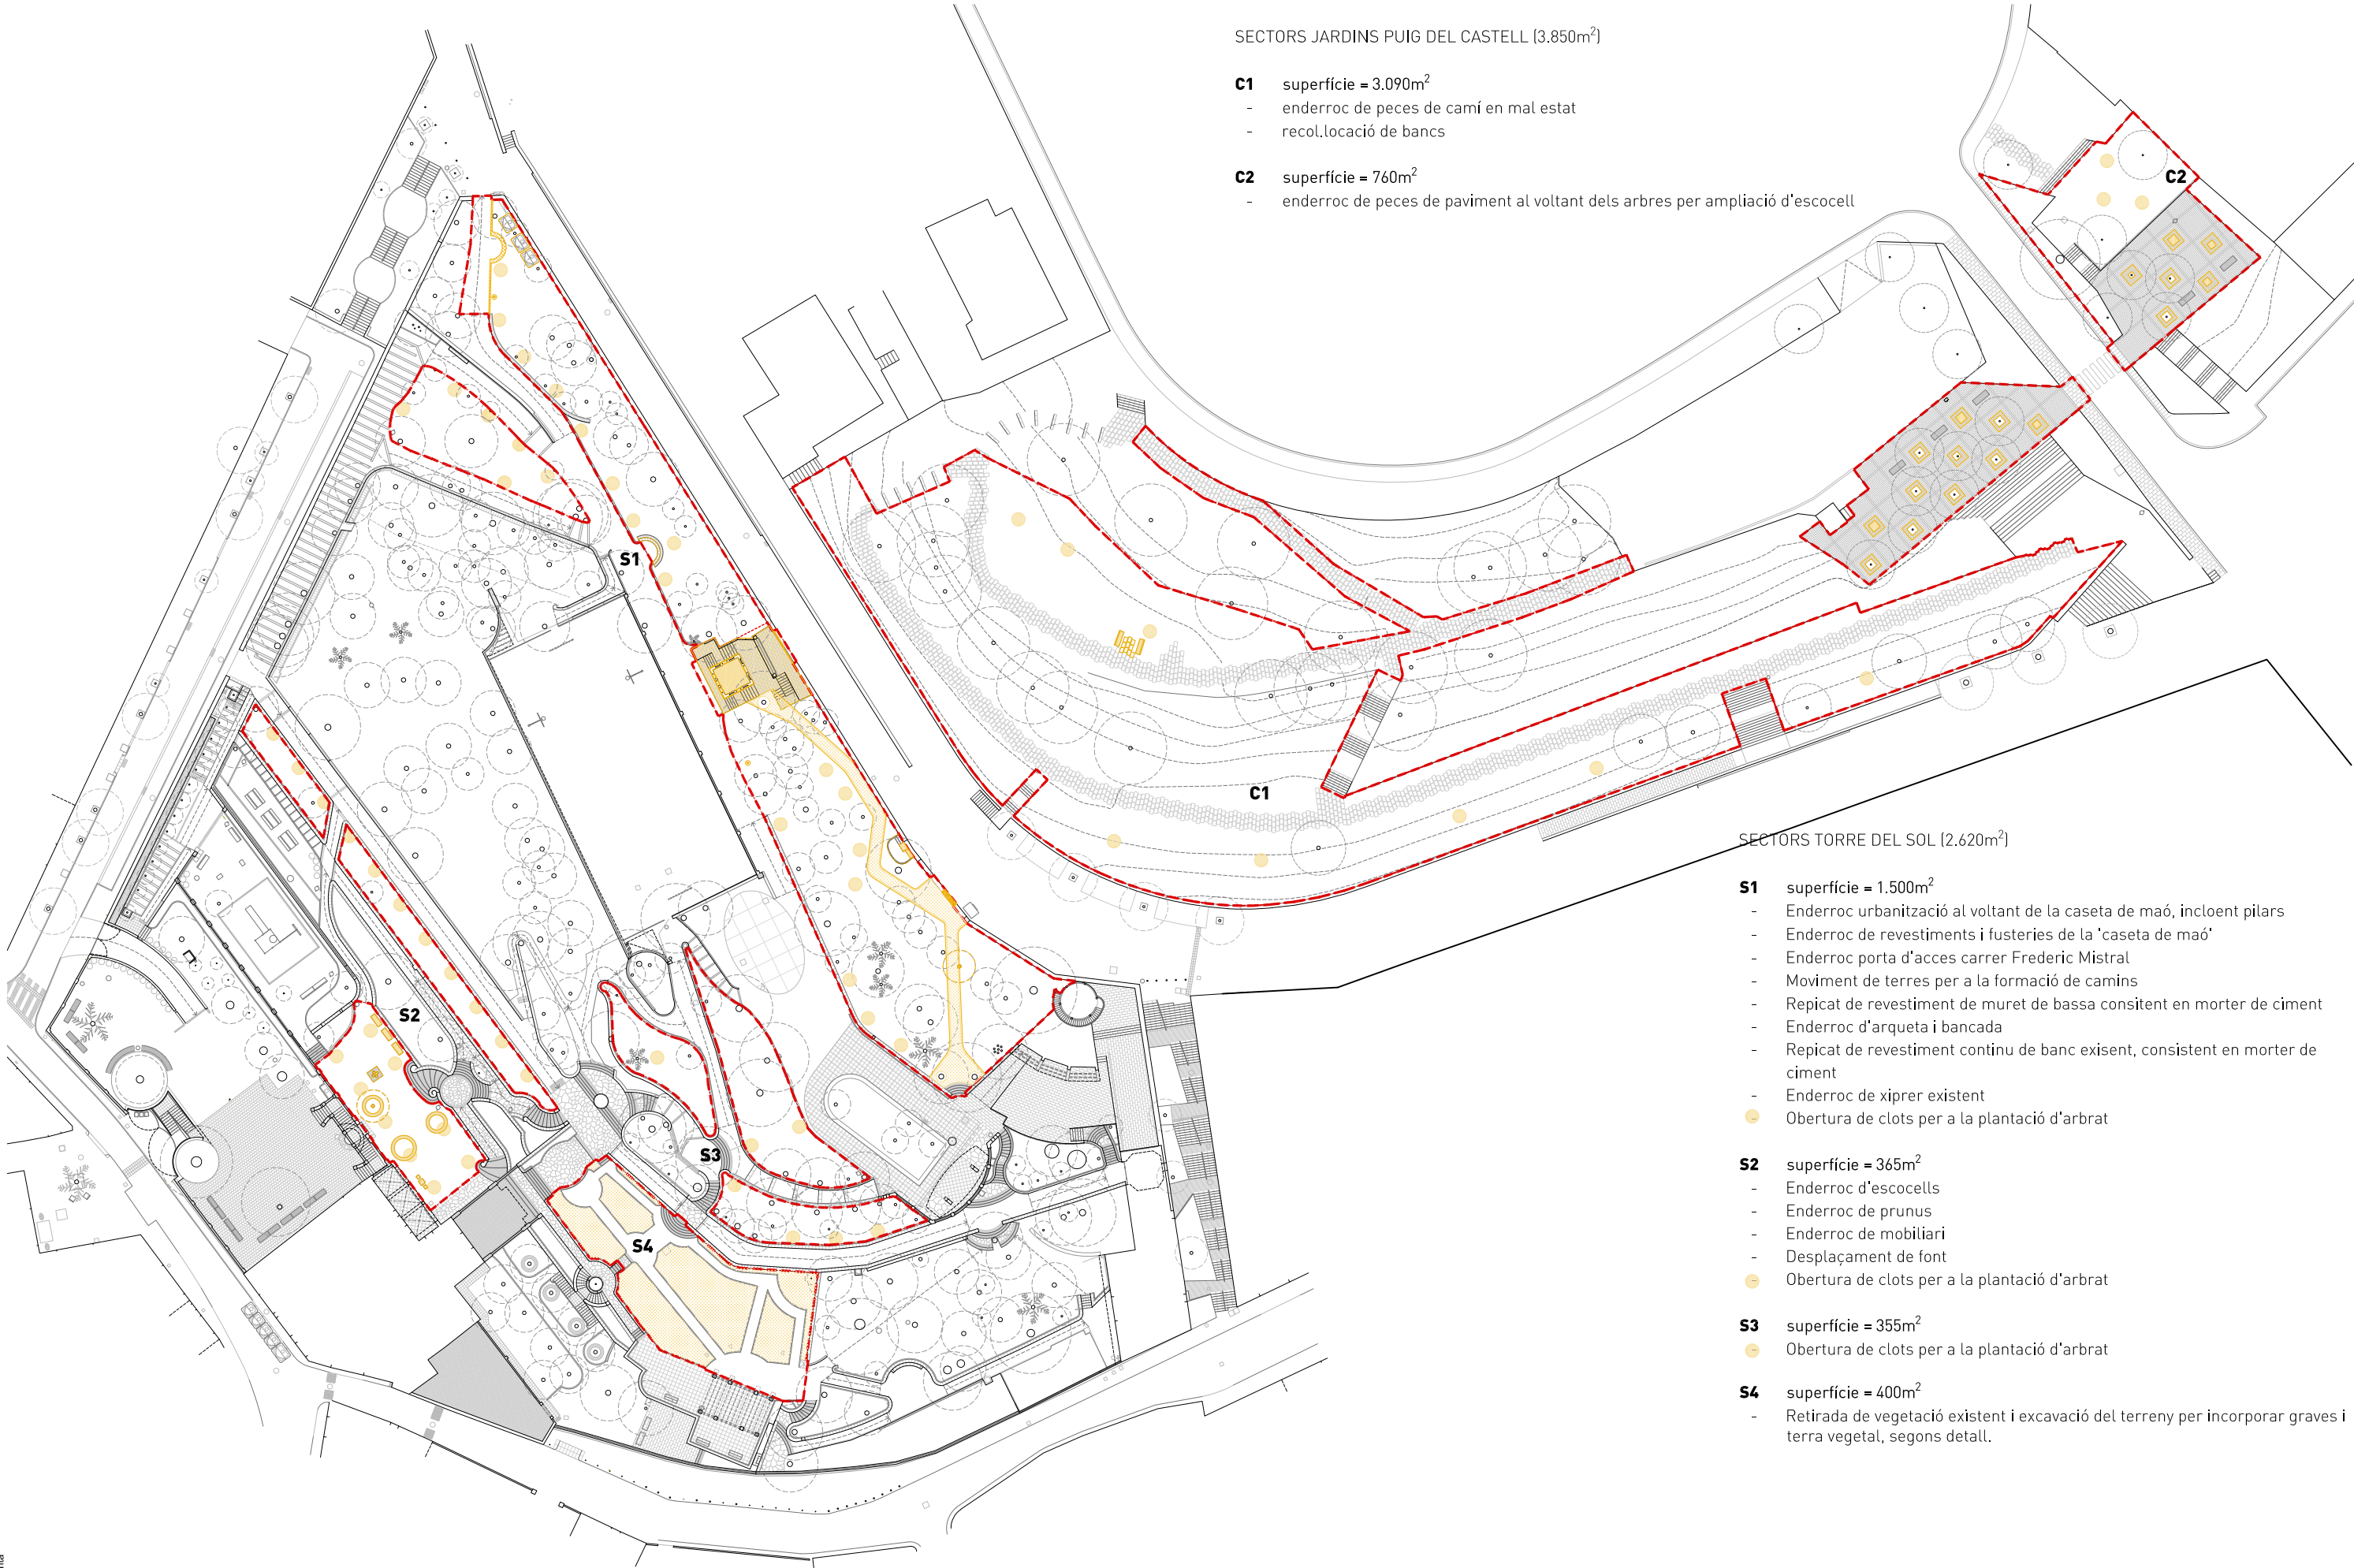 SECTORS JARDINS PUIG DEL CASTELL (3.850m²)
C1 superfície = 3.090m²
- enderroc de peces de camí en mal estat
- recol.locació de bancs
C2 superfície = 760m²
- enderroc de peces de paviment al voltant dels arbres per ampliació d'escocell
C2
S1
C1
S2
S3
S4
SECTORS TORRE DEL SOL (2.620m²)
S1 superfície = 1.500m²
- Enderroc urbanització al voltant de la caseta de maó, incloent pilars
- Enderroc de revestiments i fusteries de la 'caseta de maó'
- Enderroc porta d'acces carrer Frederic Mistral
- Moviment de terres per a la formació de camins
- Repicat de revestiment de muret de bassa consitent en morter de ciment
- Enderroc d'arqueta i bancada
- Repicat de revestiment continu de banc exisent, consistent en morter de
ciment
- Enderroc de xiprer existent
- Obertura de clots per a la plantació d'arbrat
S2 superfície = 365m²
- Enderroc d'escocells
- Enderroc de prunus
- Enderroc de mobiliari
- Desplaçament de font
- Obertura de clots per a la plantació d'arbrat
S3 superfície = 355m²
- Obertura de clots per a la plantació d'arbrat
S4 superfície = 400m²
- Retirada de vegetació existent i excavació del terreny per incorporar graves i
terra vegetal, segons detall.